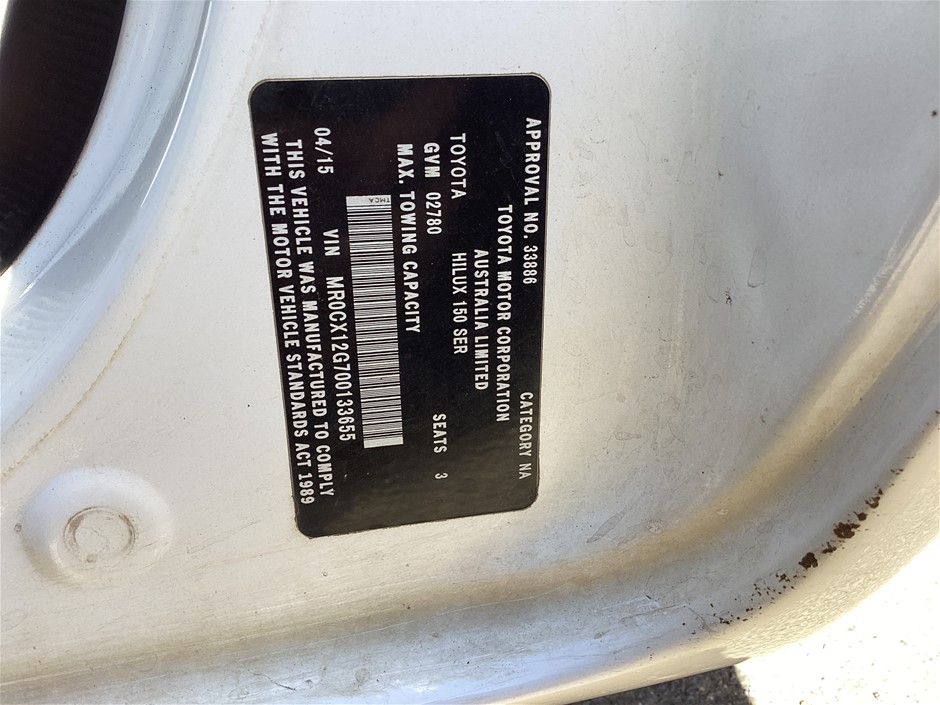 APPROVAL NO. 33886 CATEGORY NA
TOYOTA MOTOR CORPORATION
AUSTRALIA LIMITED
TOYOTA HILUX 150 SER
GVM 02780 SEATS 3
MAX. TOWING CAPACITY
TMCA
04/15 VIN MR0CX12G700133655
THIS VEHICLE WAS MANUFACTURED TO COMPLY
WITH THE MOTOR VEHICLE STANDARDS ACT 1989